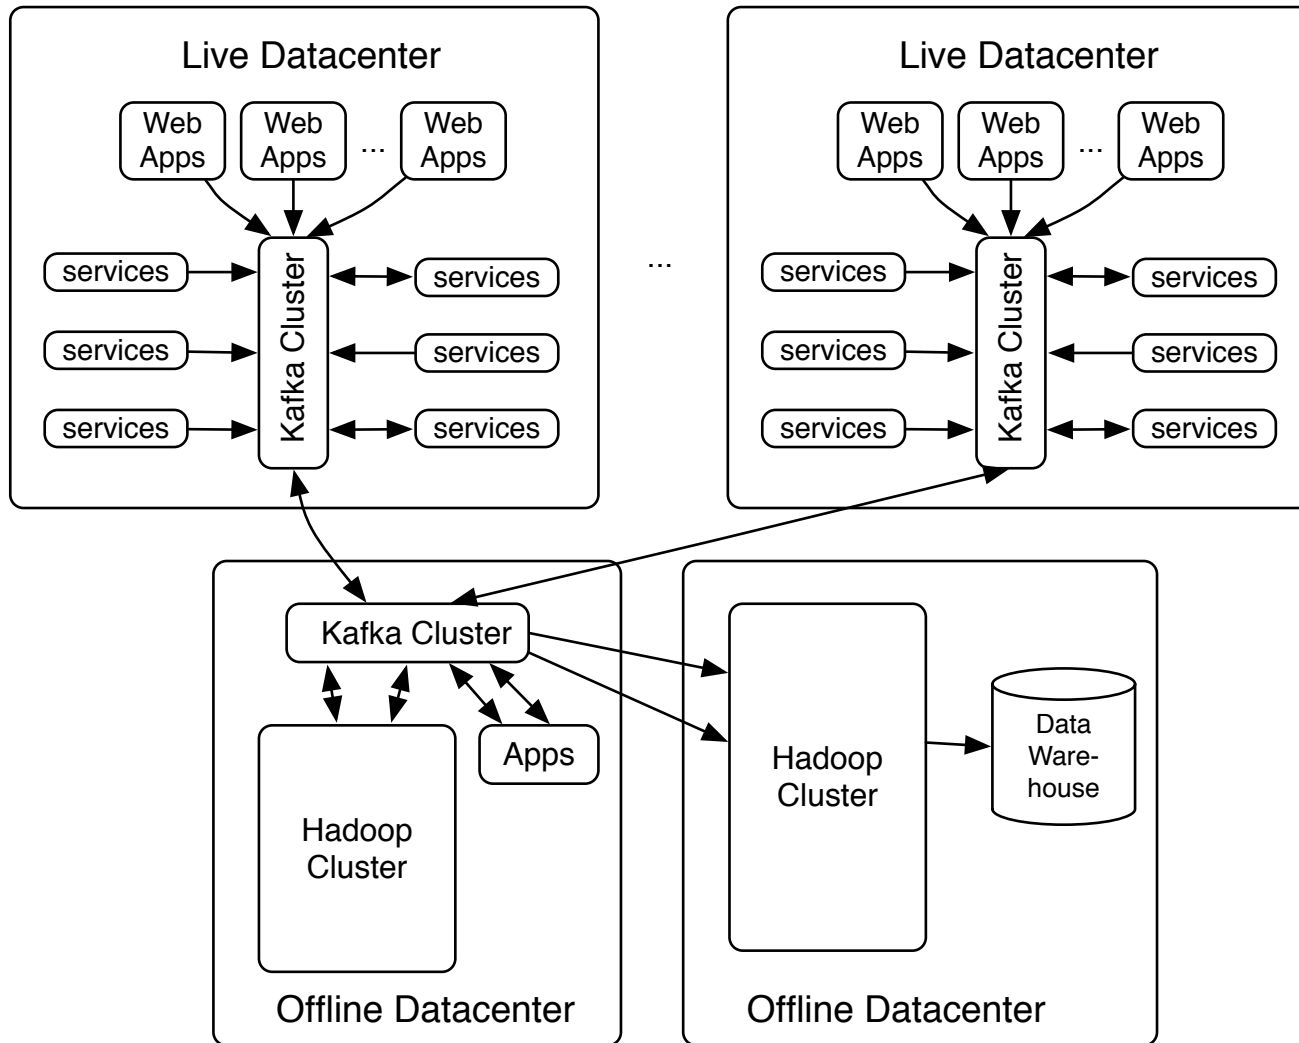 Live Datacenter
Web
Apps
Web
Apps
...
Web
Apps
services
services
services
Kafka Cluster
services
services
services
...
Live Datacenter
Web
Apps
Web
Apps
...
Web
Apps
services
services
services
Kafka Cluster
services
services
services
Kafka Cluster
Apps
Hadoop
Cluster
Offline Datacenter
Hadoop
Cluster
Data
Ware-
house
Offline Datacenter